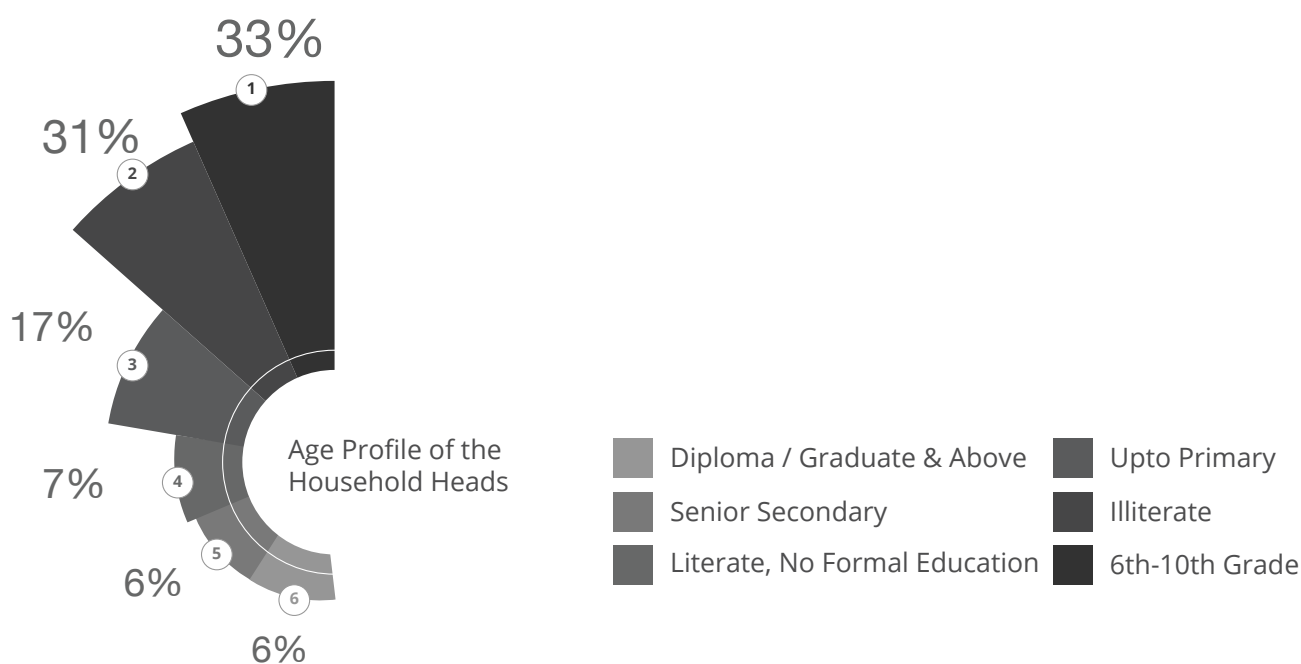 33%
1
31%
2
17%
3
Age Profile of the
Household Heads
7%
4
5
6%
6
6%
Diploma / Graduate & Above
Senior Secondary
Literate, No Formal Education
Upto Primary
Illiterate
6th-10th Grade